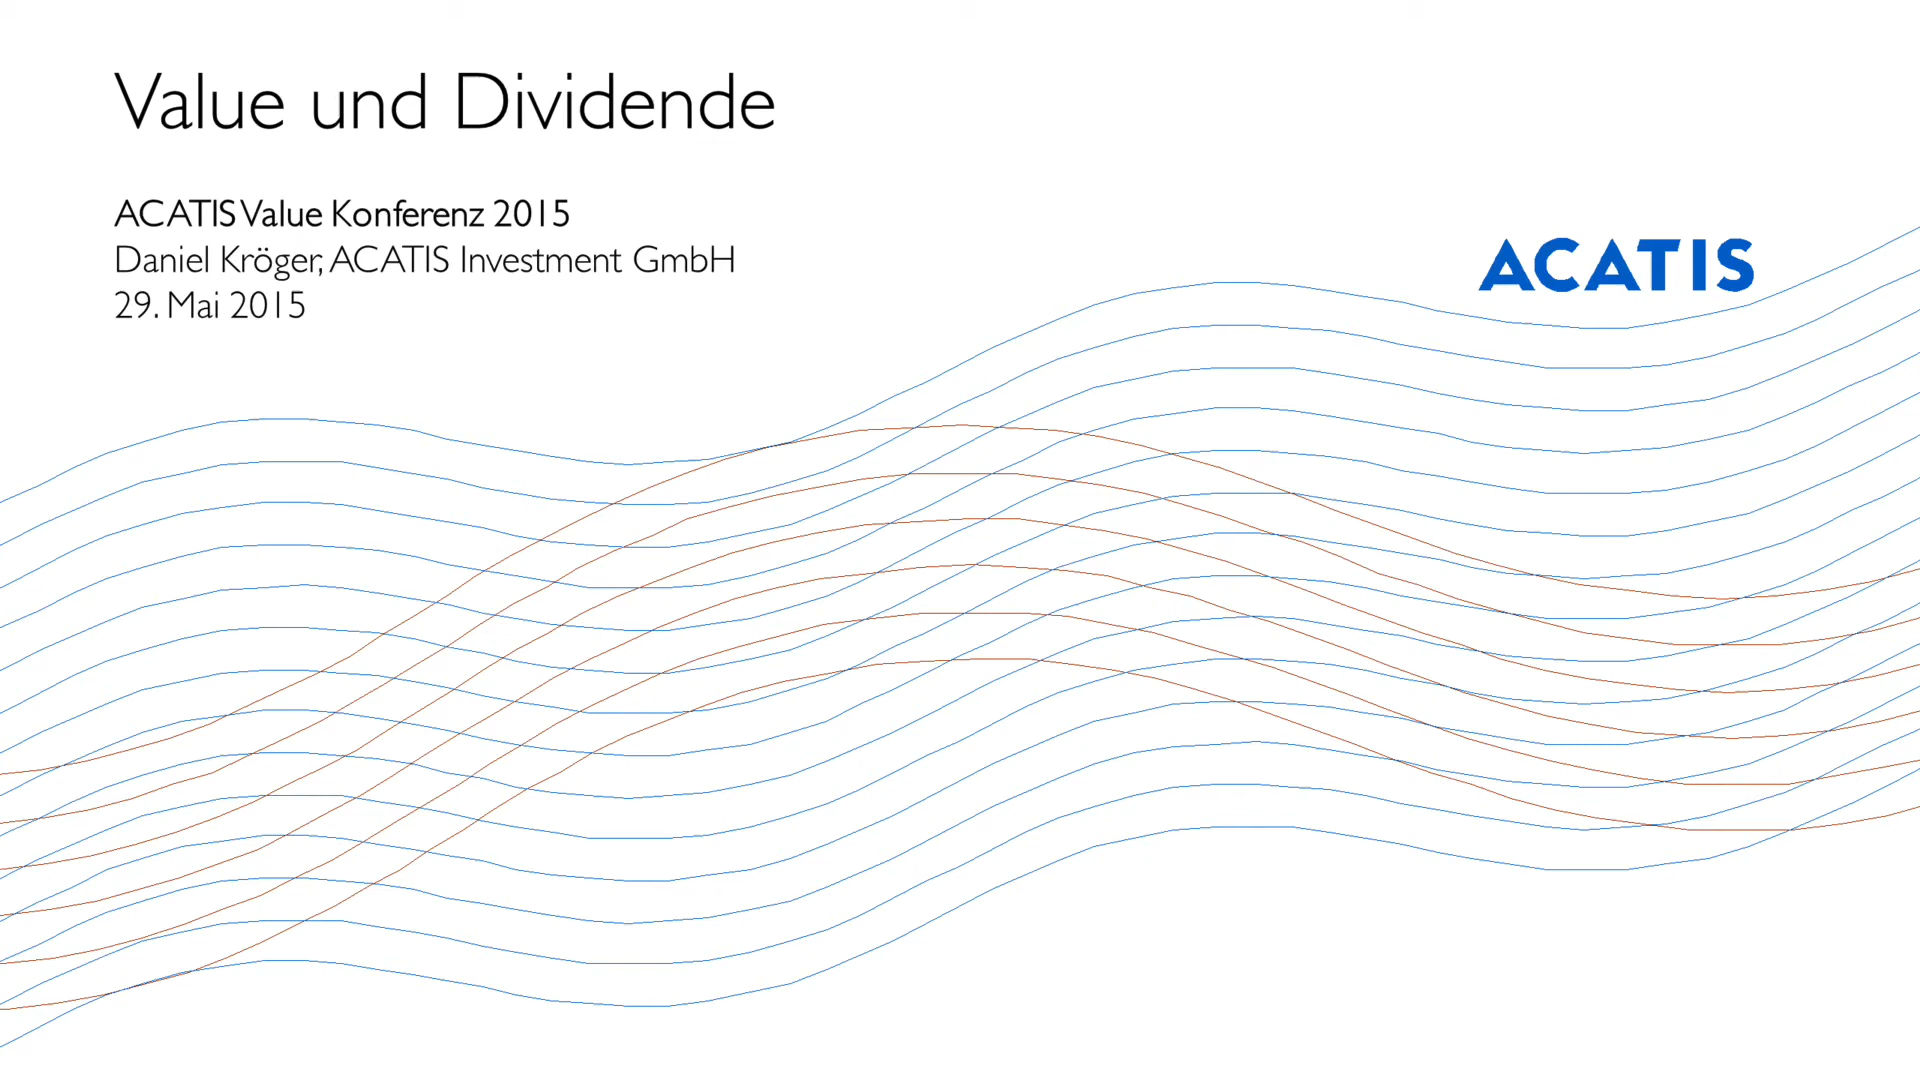 Value und Dividende
ACATIS Value Konferenz 2015
Daniel Kröger, ACATIS Investment GmbH
29. Mai 2015
ACATIS